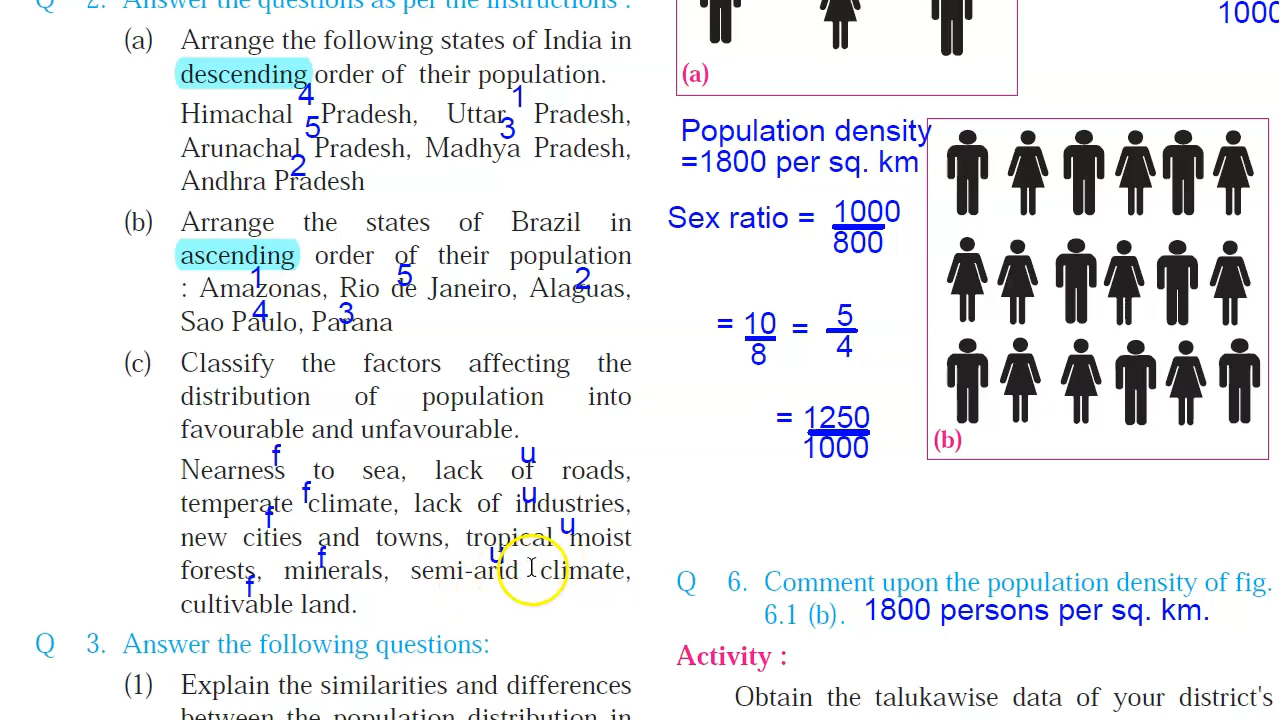 Q 2. Answer the questions as per the instructions :
(a) Arrange the following states of India in
descending order of their population.
4 1
Himachal Pradesh, Uttar Pradesh,
5 3
Arunachal Pradesh, Madhya Pradesh,
2
Andhra Pradesh
(b) Arrange the states of Brazil in
ascending order of their population
1 5 2
: Amazonas, Rio de Janeiro, Alaguas,
4 3
Sao Paulo, Parana
(c) Classify the factors affecting the
distribution of population into
favourable and unfavourable.
f u
Nearness to sea, lack of roads,
f u
temperate climate, lack of industries,
f u
new cities and towns, tropical moist
f u
forests, minerals, semi-arid climate,
f
cultivable land.
Q 3. Answer the following questions:
(1) Explain the similarities and differences
between the population distribution in
1000
(a)
Population density
=1800 per sq. km
Sex ratio = 1000
800
= 10 = 5
8 4
= 1250
1000
(b)
Q 6. Comment upon the population density of fig.
6.1 (b). 1800 persons per sq. km.
Activity :
Obtain the talukawise data of your district's